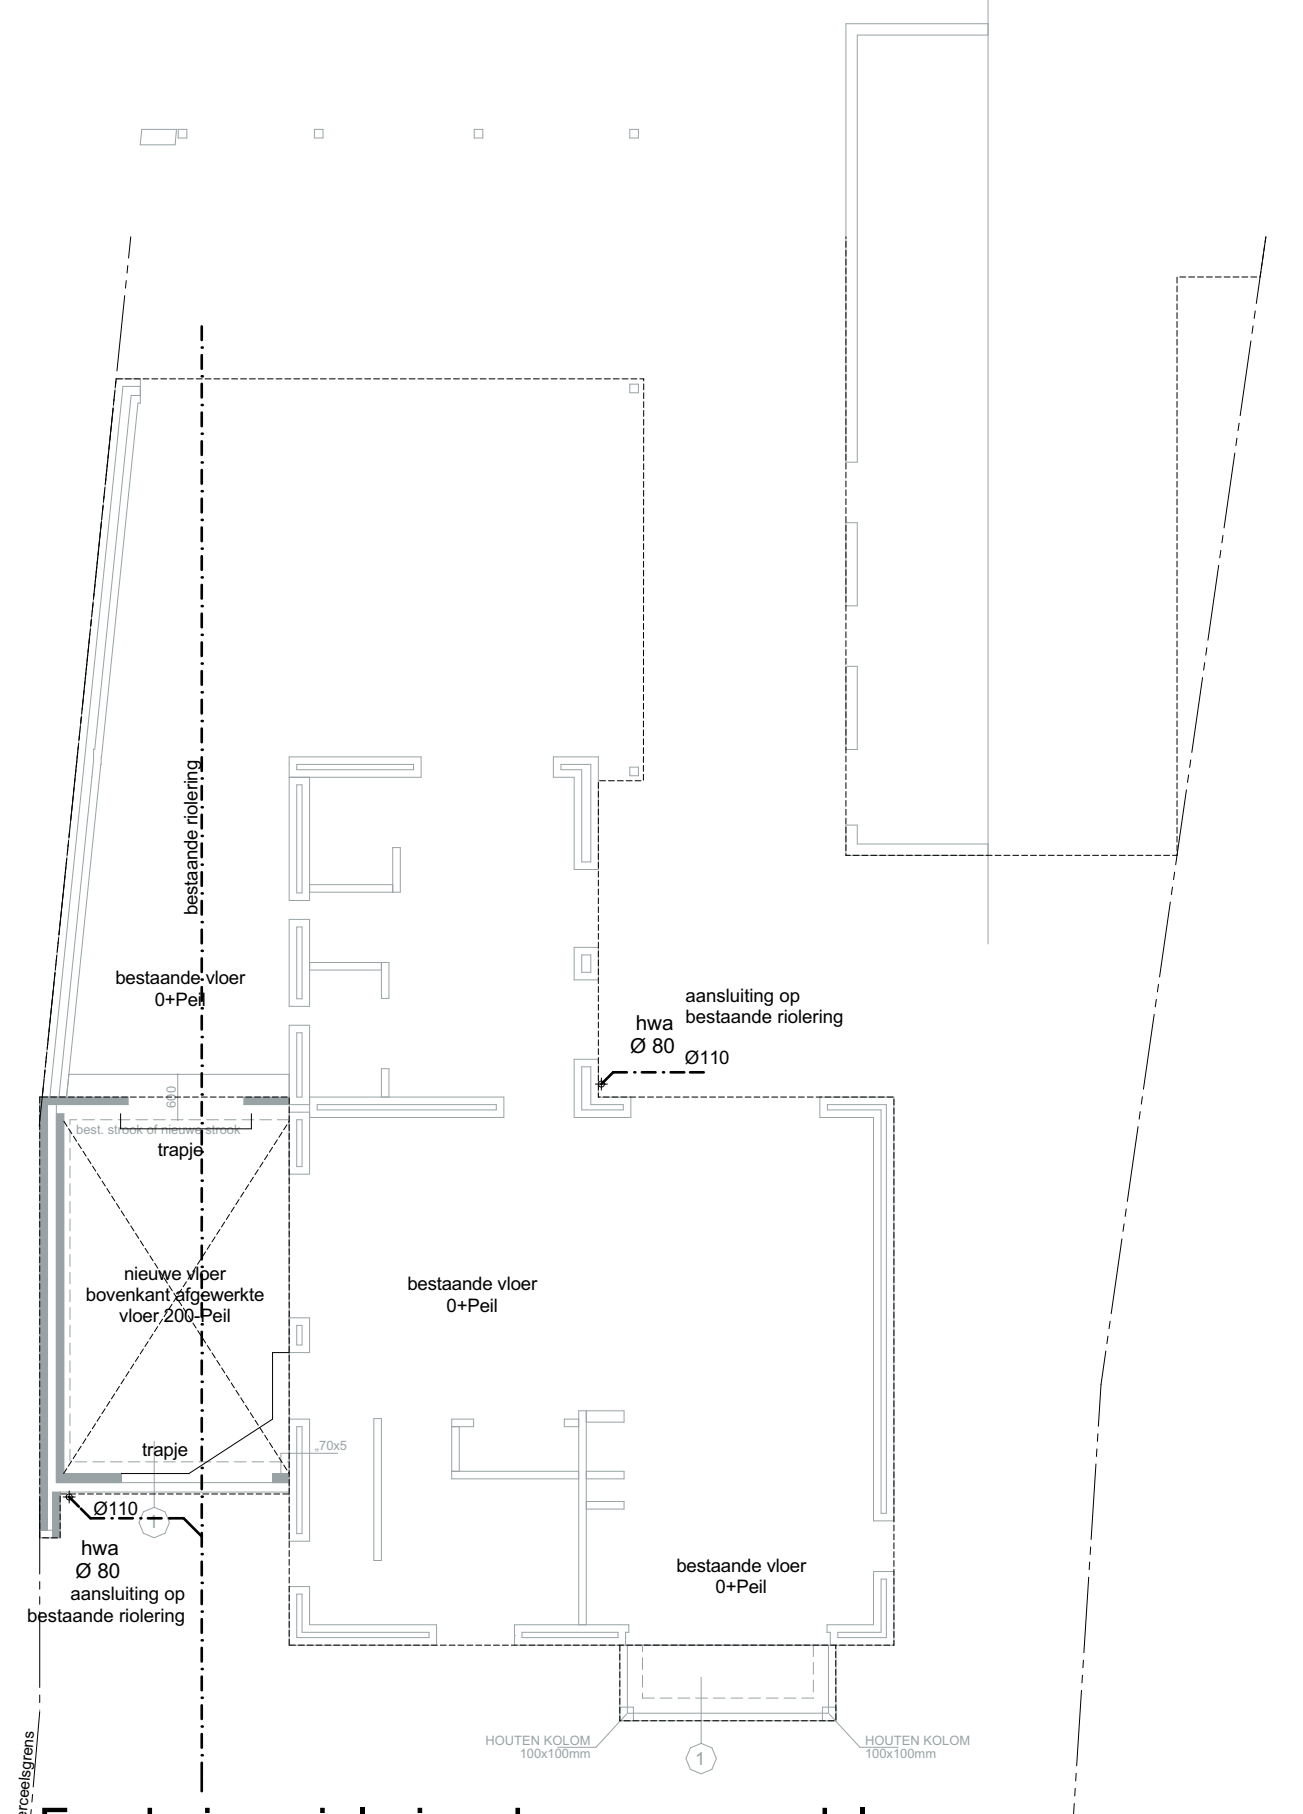 bestaande riolering
bestaande vloer
0+Peil
aansluiting op
bestaande riolering
hwa
Ø 80
Ø110
600
best. strook of nieuwe strook
trapje
nieuwe vloer
bovenkant afgewerkte
vloer 200-Peil
bestaande vloer
0+Peil
trapje
70x5
Ø110
1
hwa
Ø 80
aansluiting op
bestaande riolering
bestaande vloer
0+Peil
HOUTEN KOLOM
100x100mm
1
HOUTEN KOLOM
100x100mm